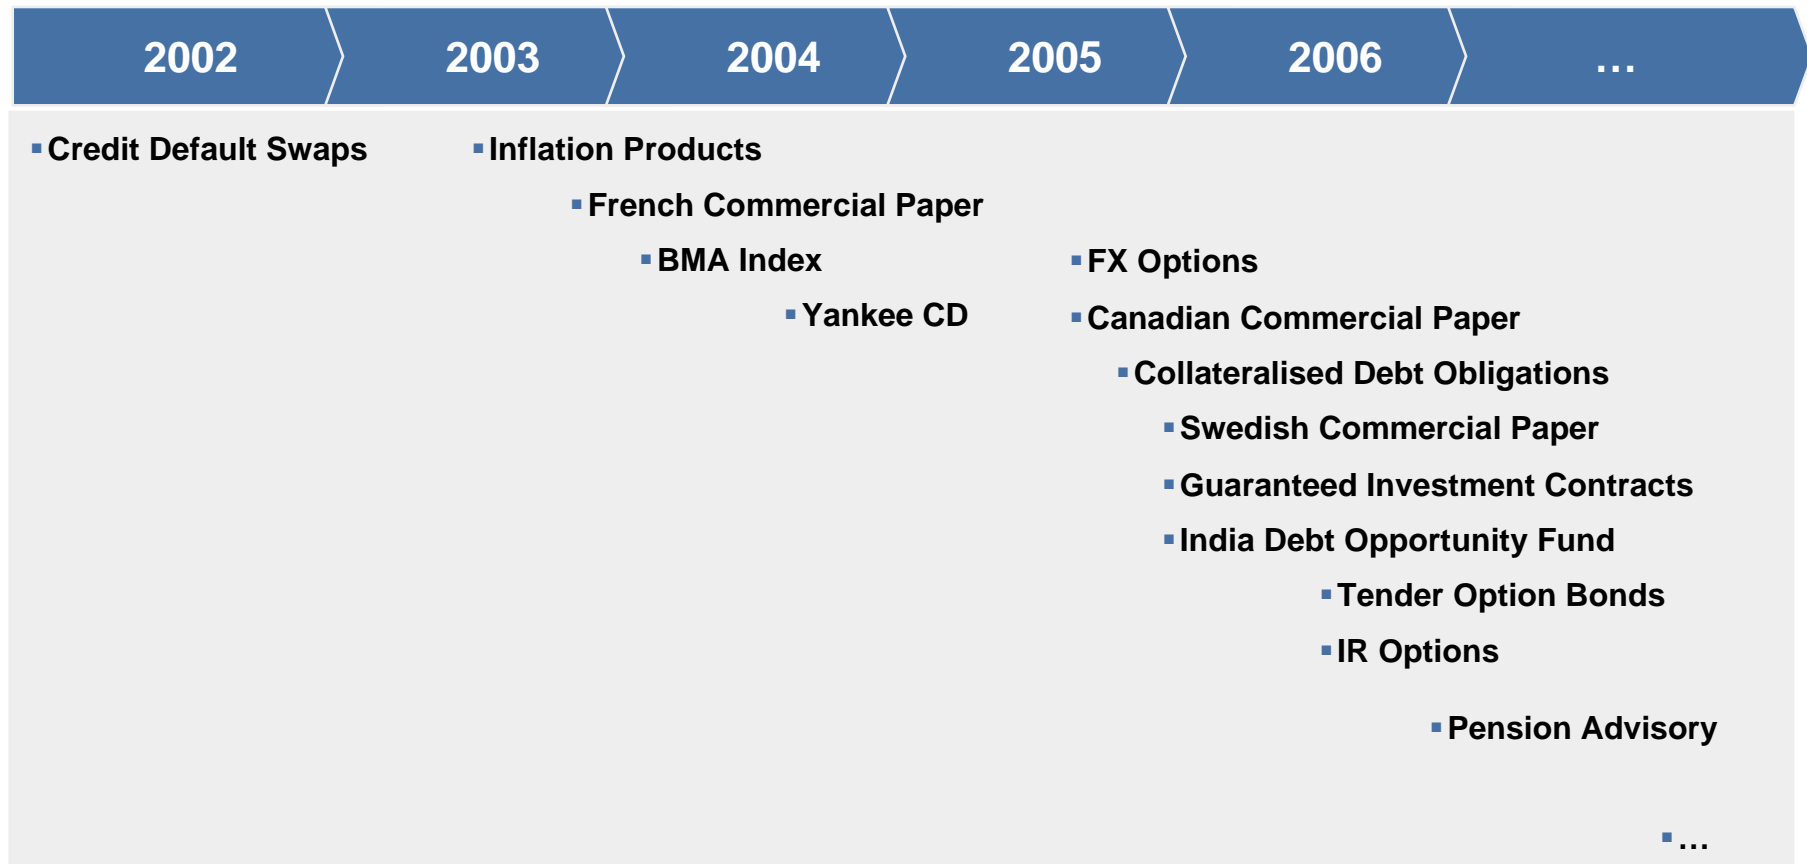 2002 2003 2004 2005 2006 …
▪Credit Default Swaps ▪Inflation Products
▪French Commercial Paper
▪BMA Index ▪FX Options
▪Yankee CD ▪Canadian Commercial Paper
▪Collateralised Debt Obligations
▪Swedish Commercial Paper
▪Guaranteed Investment Contracts
▪India Debt Opportunity Fund
▪Tender Option Bonds
▪IR Options
▪Pension Advisory
▪…